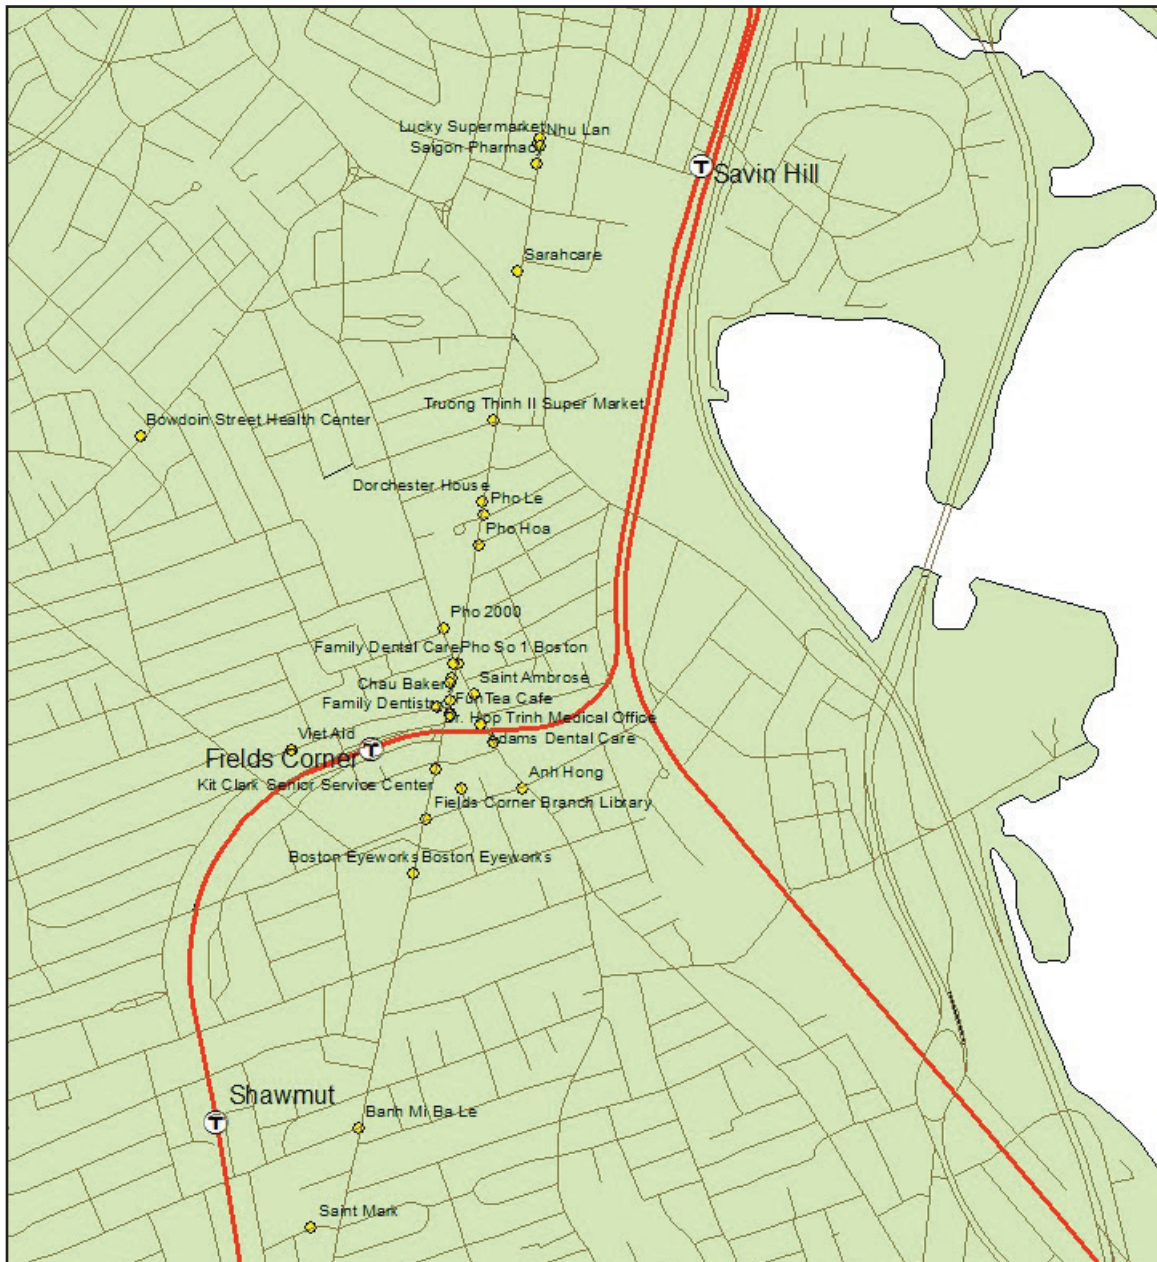 Lucky Supermarket
Nhu Lan
Saigon Pharmacy
T
Savin Hill
Sarahcare
Truong Thinh II Super Market
Bowdoin Street Health Center
Dorchester House
Pho Le
Pho Hoa
Pho 2000
Family Dental Care
Pho So 1 Boston
Saint Ambrose
Chau Bakery
Family Dentistry
FunTea Cafe
Dr. Hop Trinh Medical Office
Viet Aid
Adams Dental Care
T
Fields Corner
Kit Clark Senior Service Center
Anh Hong
Fields Corner Branch Library
Boston Eyeworks
Boston Eyeworks
Shawmut
T
Banh Mi Ba Le
Saint Mark